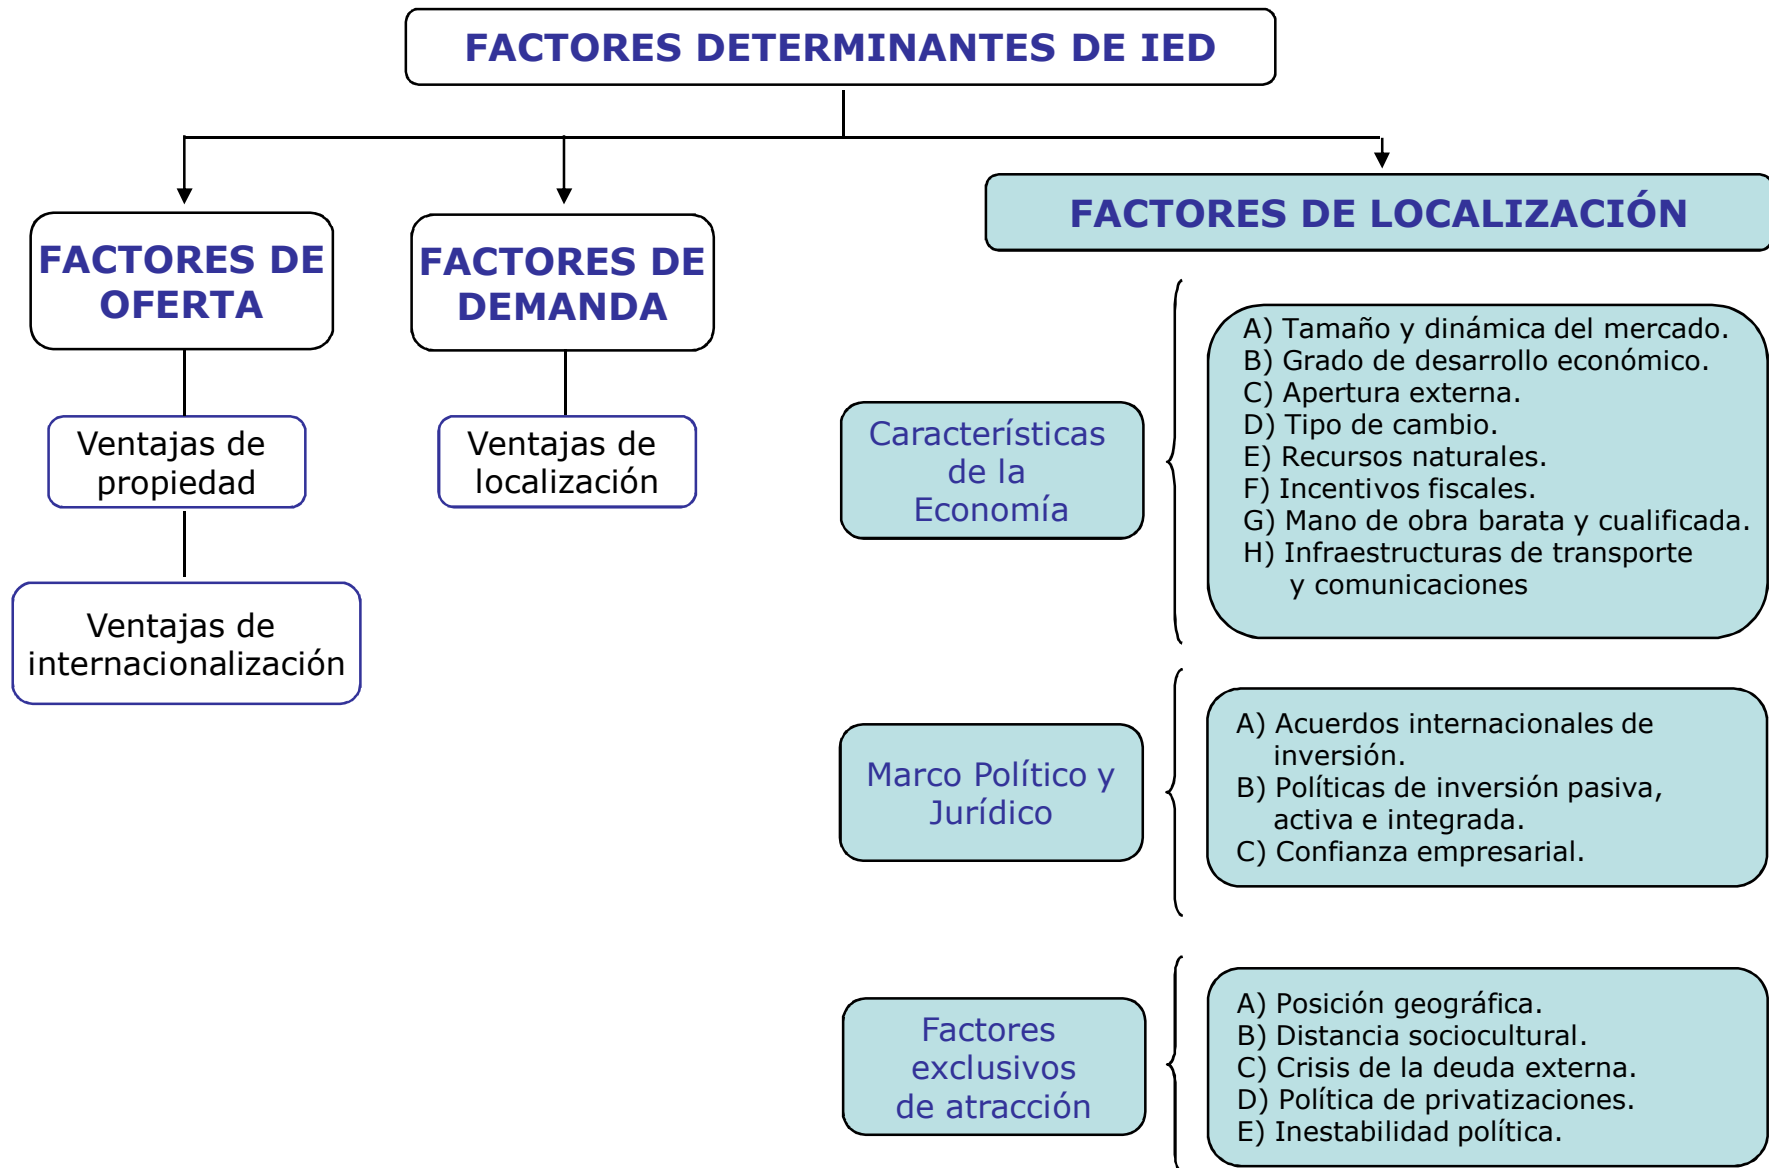 FACTORES DETERMINANTES DE IED
FACTORES DE
OFERTA
Ventajas de
propiedad
Ventajas de
internacionalización
FACTORES DE
DEMANDA
Ventajas de
localización
FACTORES DE LOCALIZACIÓN
Característicias
de la
Economía
A) Tamaño y dinámica del mercado.
B) Grado de desarrollo económico.
C) Apertura externa.
D) Tipo de cambio.
E) Recursos naturales.
F) Incentivos fiscales.
G) Mano de obra barata y cualificada.
H) Infraestructuras de transporte
y comunicaciones
Marco Político y
Jurídico
A) Acuerdos internacionales de
inversión.
B) Políticas de inversión pasiva,
activa e integrada.
C) Confianza empresarial.
Factores
exclusivos
de atracción
A) Posición geográfica.
B) Distancia sociocultural.
C) Crisis de la deuda externa.
D) Política de privatizaciones.
E) Inestabilidad política.